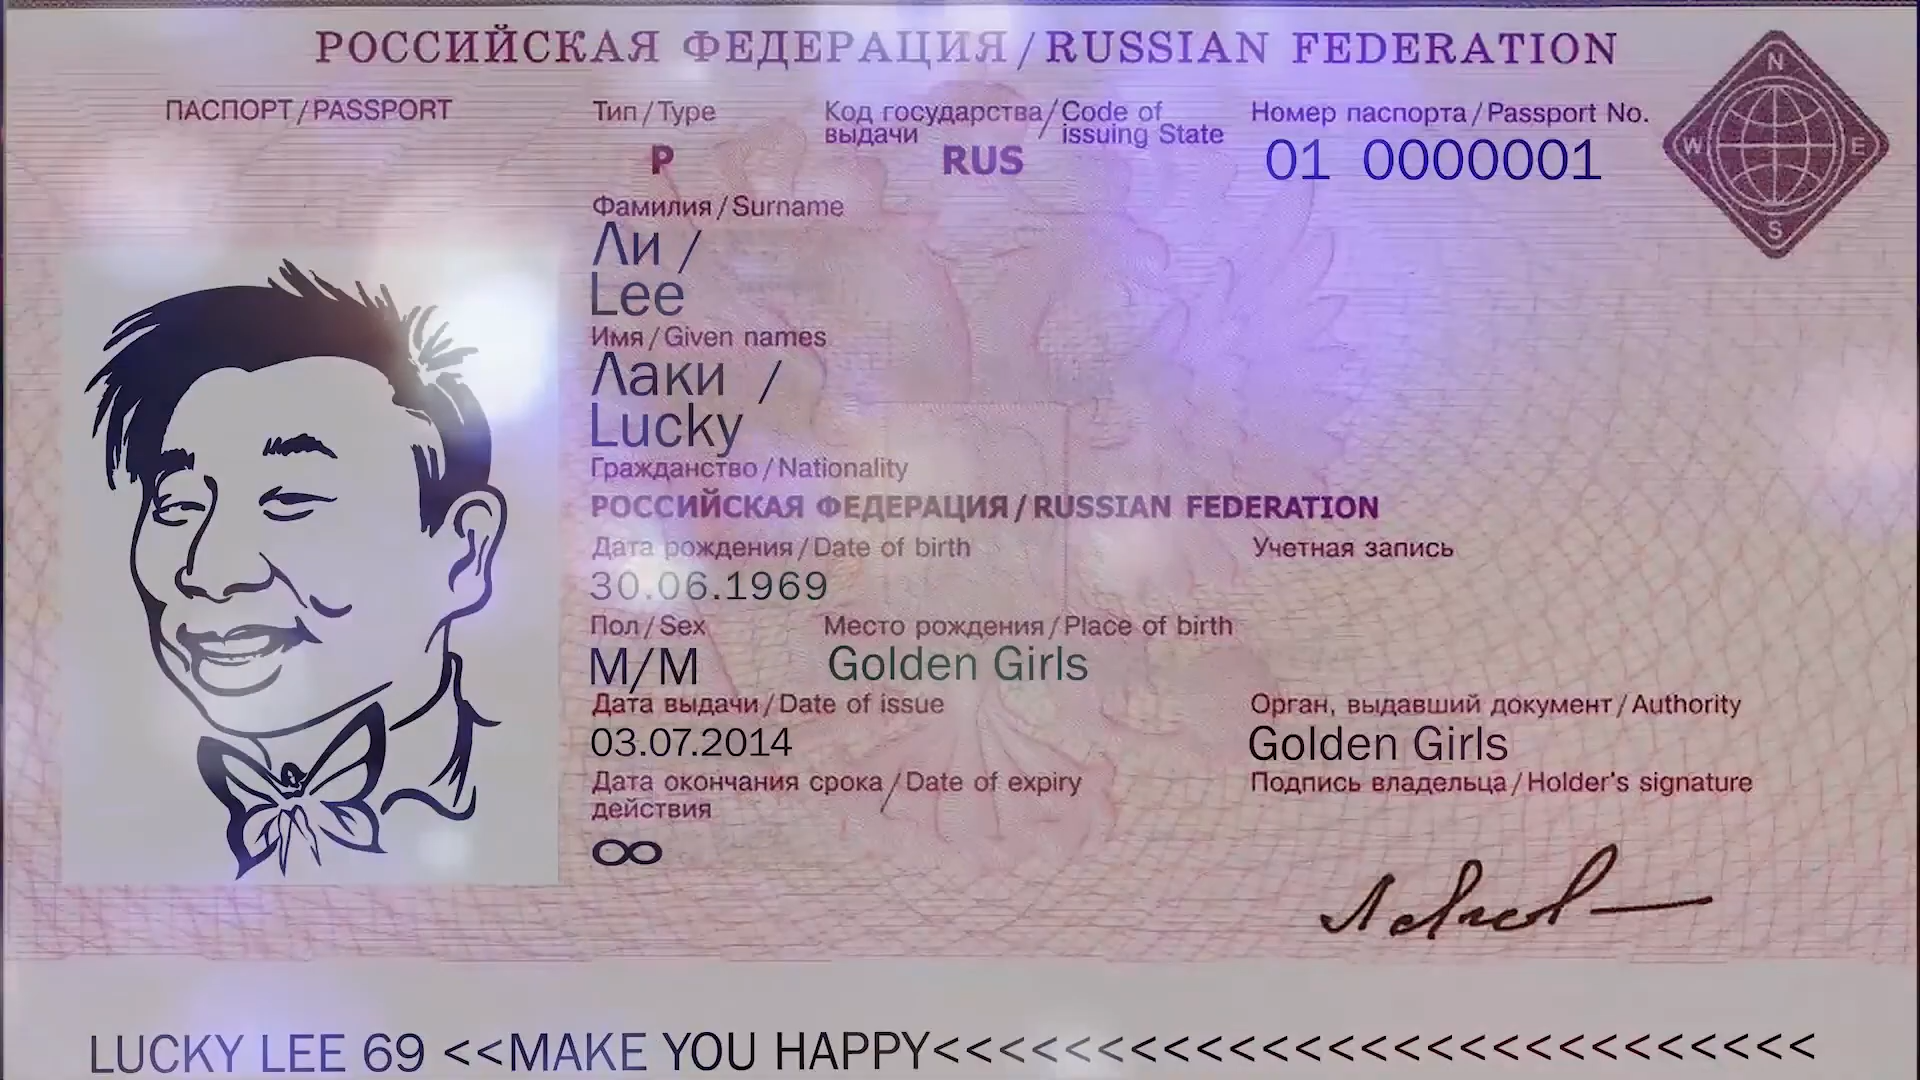 РОССИЙСКАЯ ФЕДЕРАЦИЯ / RUSSIAN FEDERATION
ПАСПОРТ / PASSPORT
Тип / Type
P
Код государства / Code of
выдачи issuing State
RUS
Номер паспорта / Passport No.
01 0000001
N
W E
S
Фамилия / Surname
Ли /
Lee
Имя / Given names
Лаки /
Lucky
Гражданство / Nationality
РОССИЙСКАЯ ФЕДЕРАЦИЯ / RUSSIAN FEDERATION
Дата рождения / Date of birth
30.06.1969
Учетная запись
Пол / Sex
M/M
Место рождения / Place of birth
Golden Girls
Дата выдачи / Date of issue
03.07.2014
Орган, выдавший документ / Authority
Golden Girls
Дата окончания срока / Date of expiry
действия
∞
Подпись владельца / Holder's signature
LUCKY LEE 69 <<MAKE YOU HAPPY<<<<<<<<<<<<<<<<<<<<<<<<<<<